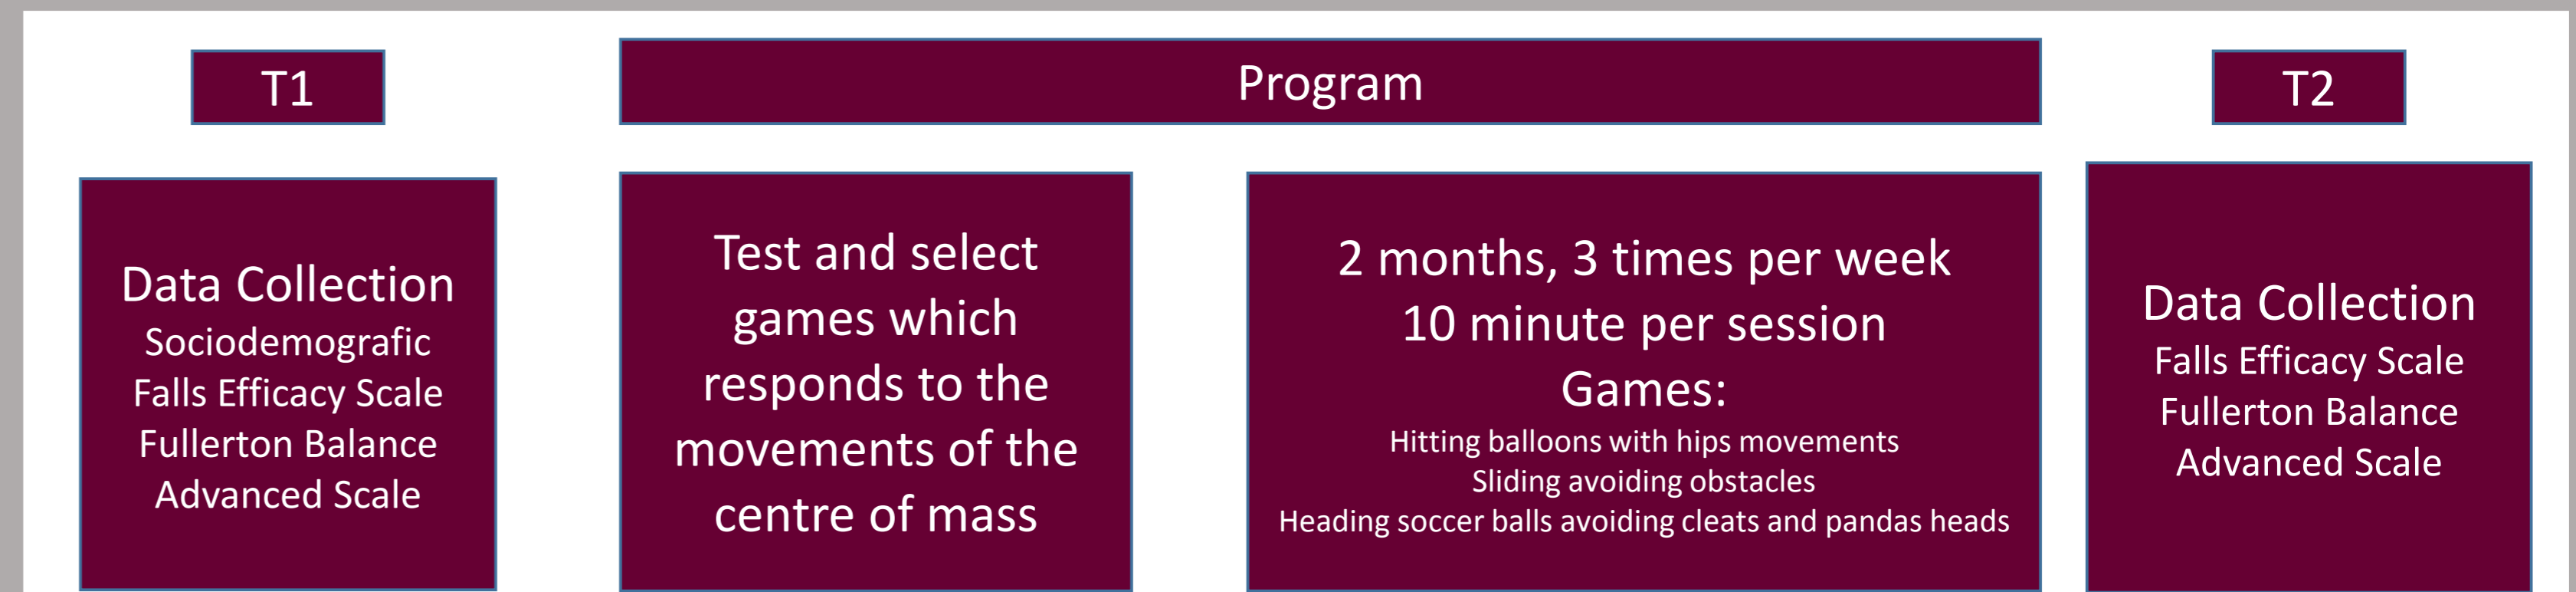 T1
Program
T2
Data Collection
Sociodemografic
Falls Efficacy Scale
Fullerton Balance
Advanced Scale
Test and select
games which
responds to the
movements of the
centre of mass
2 months, 3 times per week
10 minute per session
Games:
Hitting balloons with hips movements
Sliding avoiding obstacles
Heading soccer balls avoiding cleats and pandas heads
Data Collection
Falls Efficacy Scale
Fullerton Balance
Advanced Scale